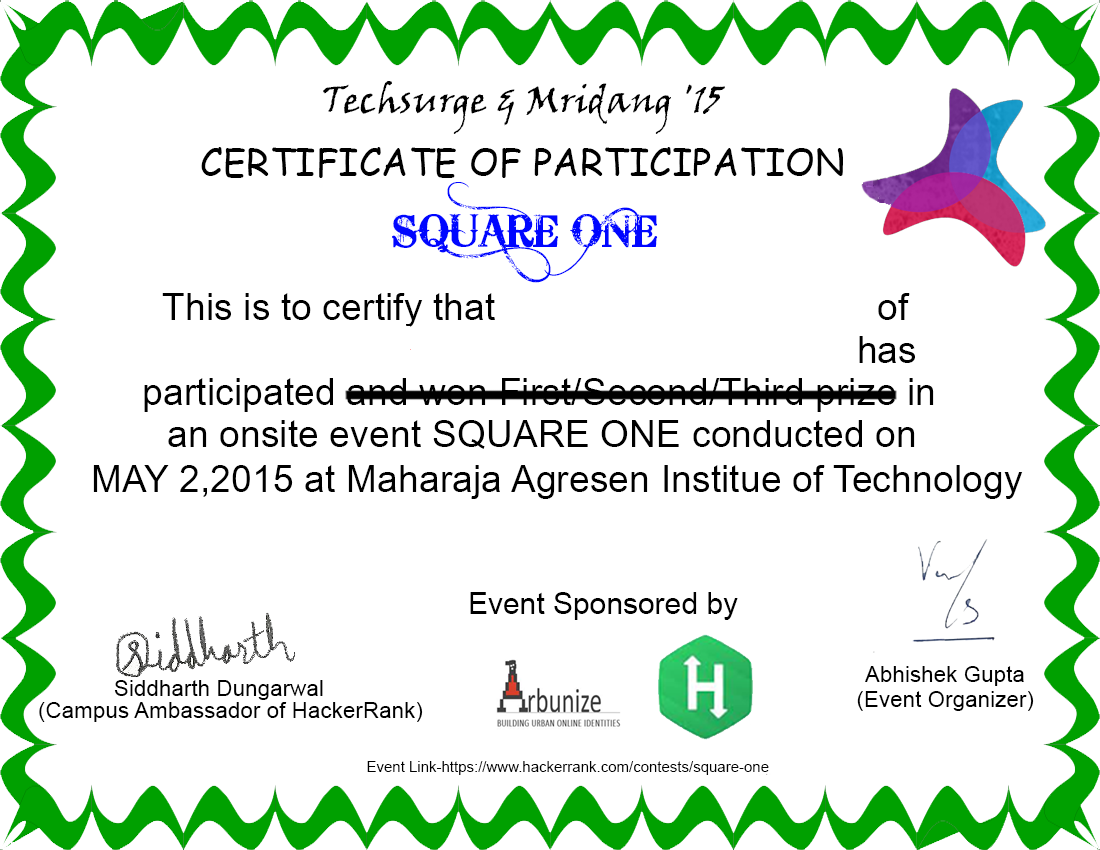 Techsurge & Mridang '15
CERTIFICATE OF PARTICIPATION
SQUARE ONE
This is to certify that of
has
participated and won First/Second/Third prize in
an onsite event SQUARE ONE conducted on
MAY 2,2015 at Maharaja Agresen Institue of Technology
Event Sponsored by
Siddharth
Siddharth Dungarwal
(Campus Ambassador of HackerRank)
Arbunize
BUILDING URBAN ONLINE IDENTITIES
H
Abhishek Gupta
(Event Organizer)
Event Link-https://www.hackerrank.com/contests/square-one